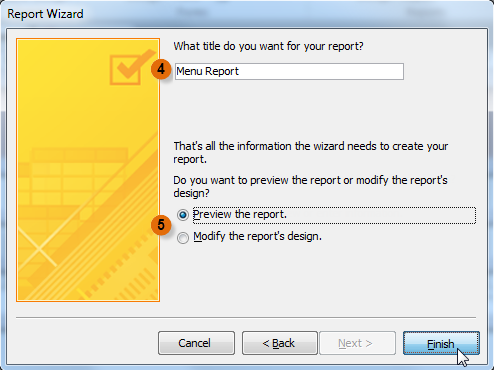 Report Wizard
What title do you want for your report?
4
Menu Report
That's all the information the wizard needs to create your
report.
Do you want to preview the report or modify the report's
design?
5
Preview the report.
Modify the report's design.
Cancel
< Back
Next >
Finish